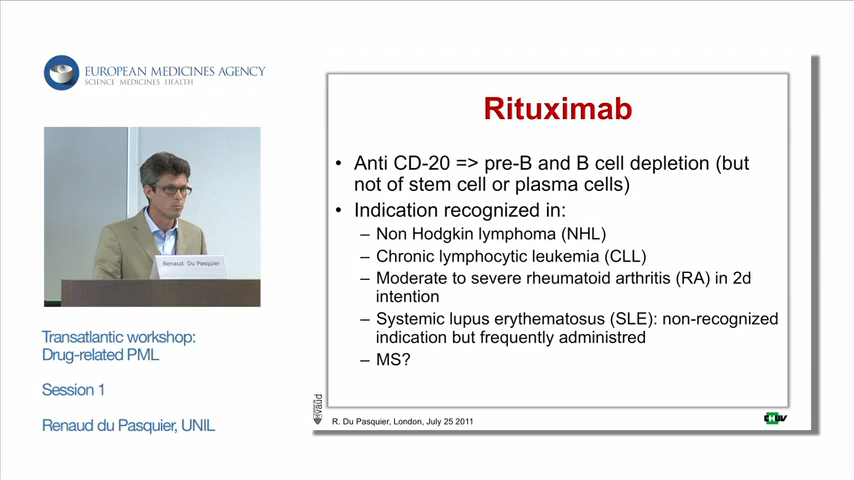 EUROPEAN MEDICINES AGENCY
SCIENCE MEDICINES HEALTH
Renaud Du Pasquier
Transatlantic workshop:
Drug-related PML
Session 1
Renaud du Pasquier, UNIL
Rituximab
• Anti CD-20 => pre-B and B cell depletion (but
not of stem cell or plasma cells)
• Indication recognized in:
– Non Hodgkin lymphoma (NHL)
– Chronic lymphocytic leukemia (CLL)
– Moderate to severe rheumatoid arthritis (RA) in 2d
intention
– Systemic lupus erythematosus (SLE): non-recognized
indication but frequently administred
– MS?
vaud
R. Du Pasquier, London, July 25 2011